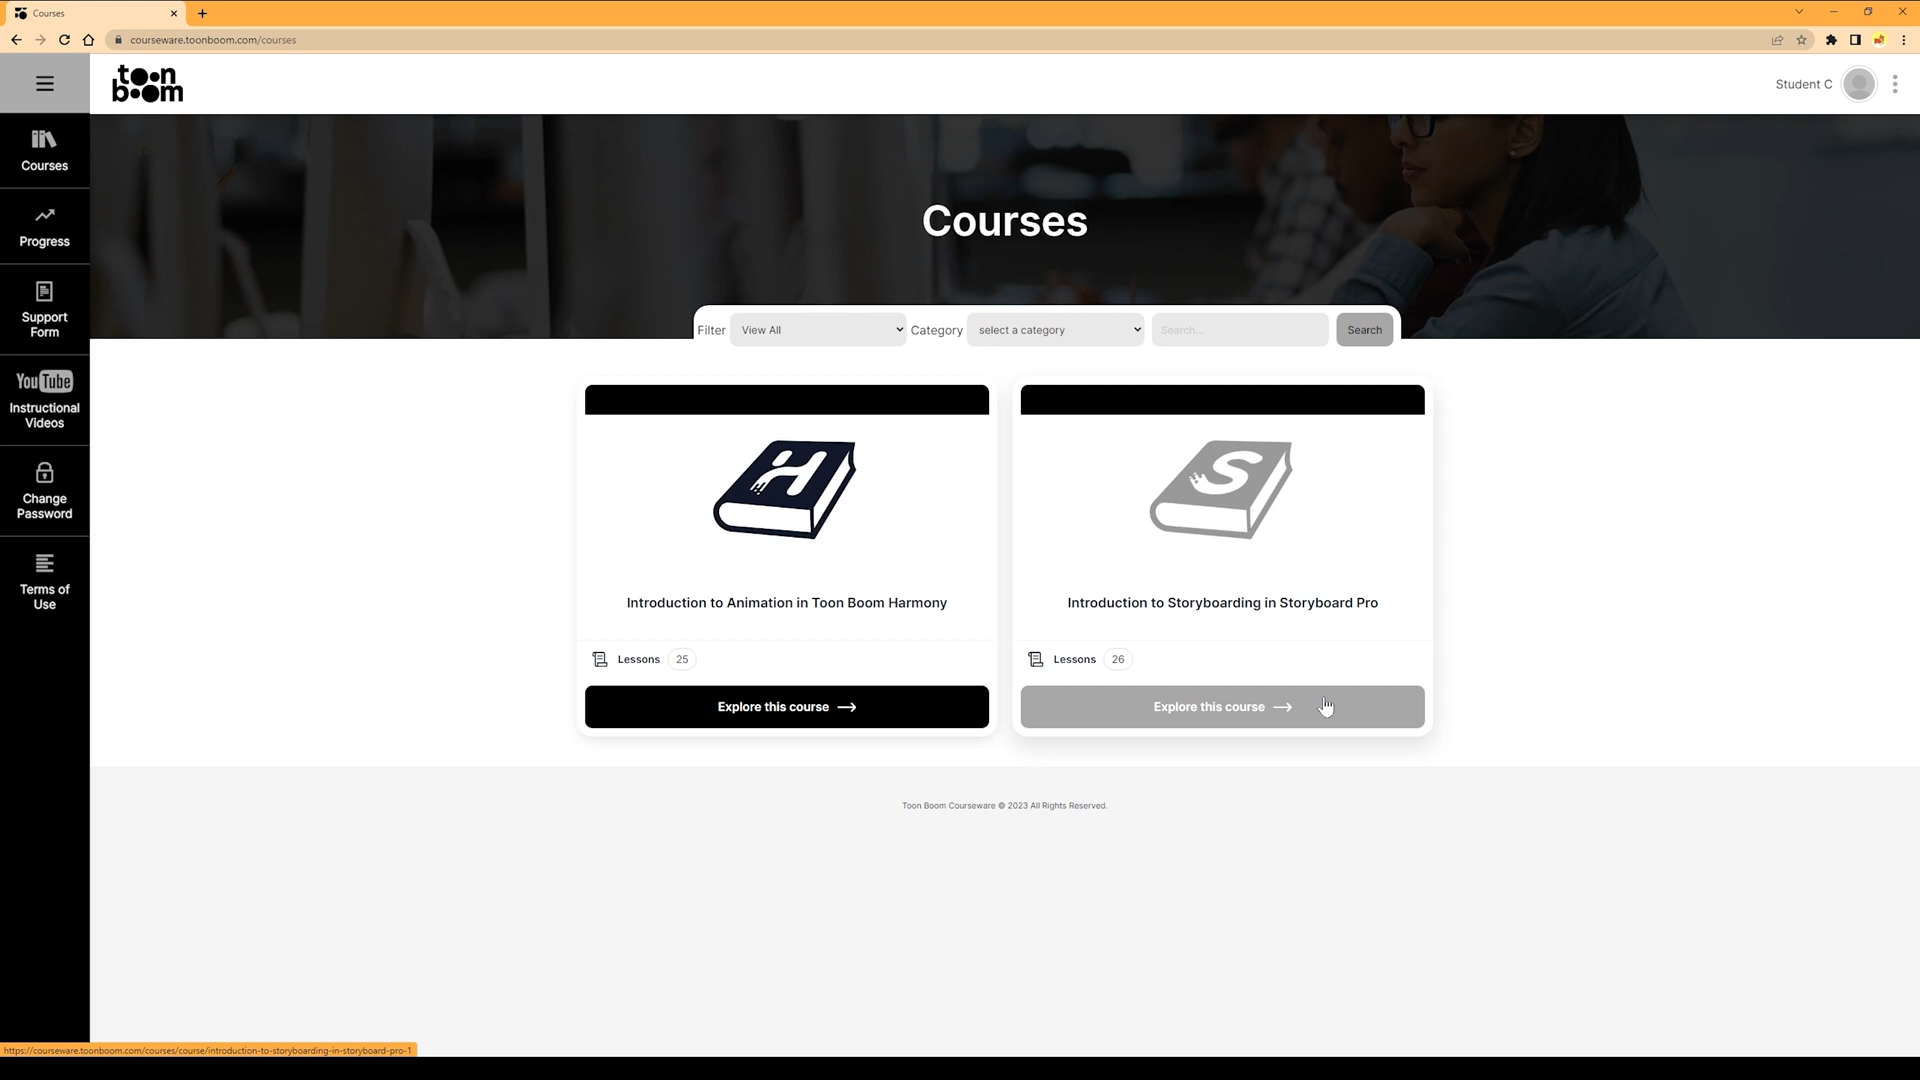 Courses
courseware.toonboom.com/courses
toon
boom
Student C
Courses
Progress
Support
Form
YouTube
Instructional
Videos
Change
Password
Terms of
Use
Courses
Filter View All Category select a category Search... Search
H
Introduction to Animation in Toon Boom Harmony
Lessons 25
Explore this course
S
Introduction to Storyboarding in Storyboard Pro
Lessons 26
Explore this course
Toon Boom Courseware © 2023 All Rights Reserved.
https://courseware.toonboom.com/courses/course/introduction-to-storyboarding-in-storyboard-pro-1